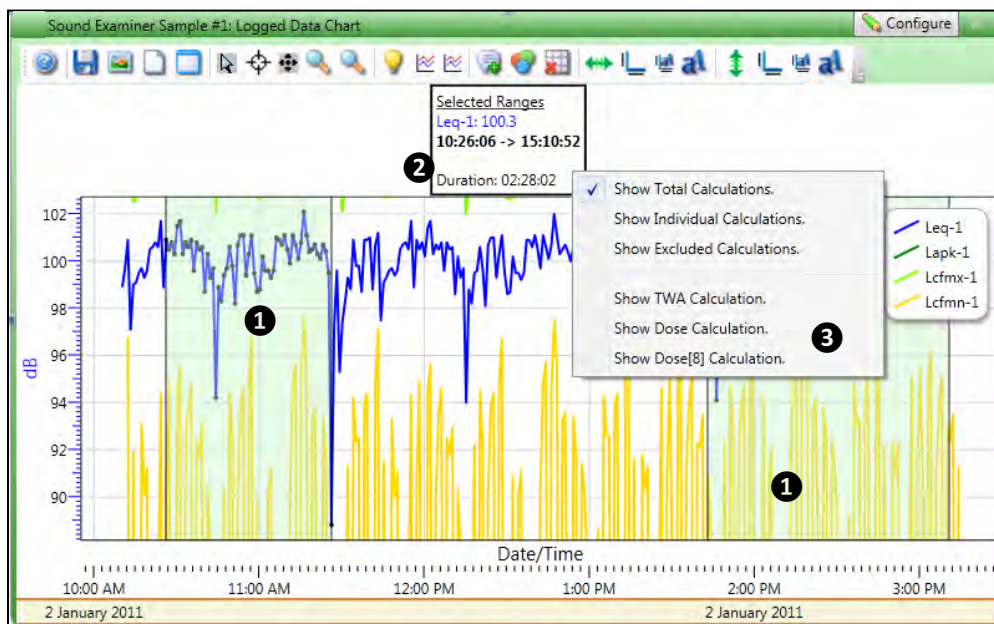 Sound Examiner Sample #1: Logged Data Chart
Configure
Selected Ranges
Leq-1: 100.3
10:26:06 -> 15:10:52
Duration: 02:28:02
2
✓ Show Total Calculations.
Show Individual Calculations.
Show Excluded Calculations.
Show TWA Calculation.
Show Dose Calculation.
Show Dose[8] Calculation.
3
Leq-1
Lapk-1
Lcfmx-1
Lcfmn-1
102
100
98
96
94
92
90
dB
1
1
Date/Time
10:00 AM
11:00 AM
12:00 PM
1:00 PM
2:00 PM
3:00 PM
2 January 2011
2 January 2011